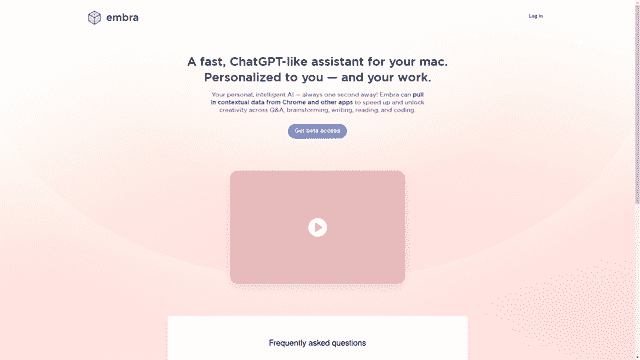 embra
Log in
A fast, ChatGPT-like assistant for your mac.
Personalized to you — and your work.
Your personal, intelligent AI — always one second away! Embra can pull
in contextual data from Chrome and other apps to speed up and unlock
creativity across Q&A, brainstorming, writing, reading, and coding.
Get beta access
Frequently asked questions